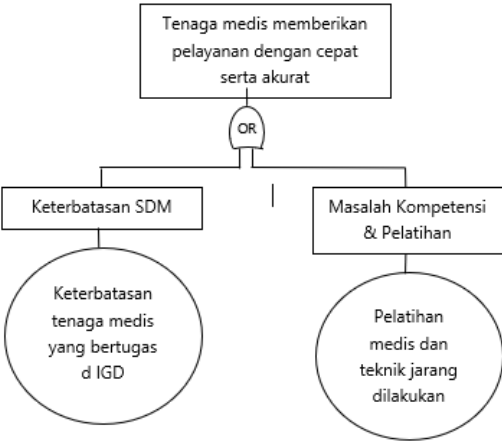 Tenaga medis memberikan
pelayanan dengan cepat
serta akurat
OR
Keterbatasan SDM
Masalah Kompetensi
& Pelatihan
Keterbatasan
tenaga medis
yang bertugas
d IGD
Pelatihan
medis dan
teknik jarang
dilakukan